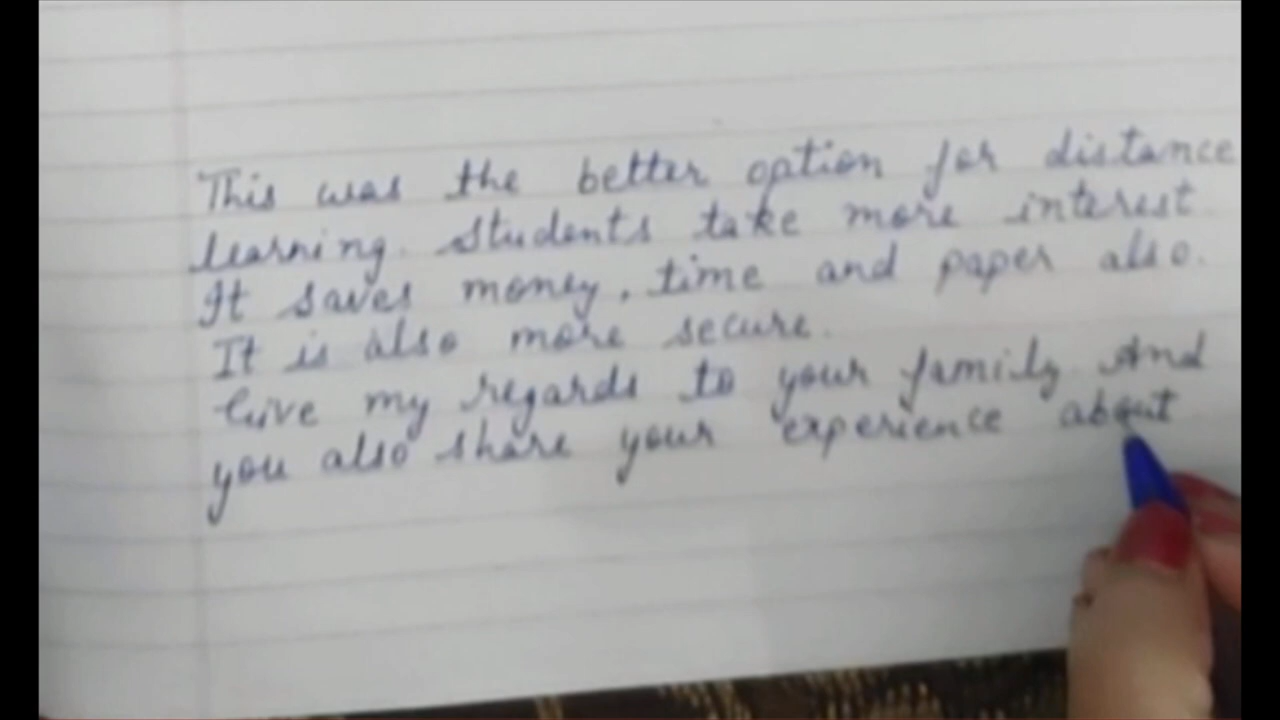 This was the better option for distance
learning. Students take more interest
It saves money, time and paper also.
It is also more secure.
Give my regards to your family And
you also share your experience about